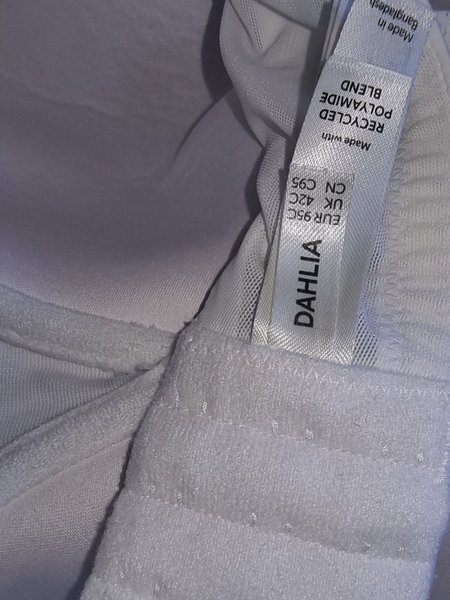 DAHLIA
EUR 95C
UK 42C
CN C95
Made with
RECYCLED
POLYAMIDE
BLEND
Made in
Bangladesh